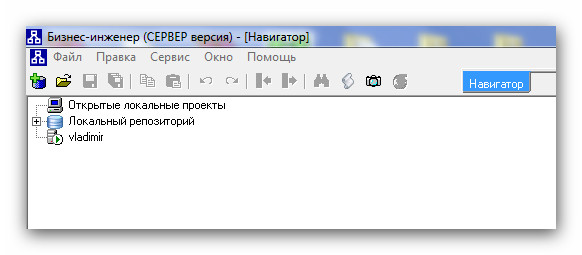 Бизнес-инженер (СЕРВЕР версия) - [Навигатор]
Файл Правка Сервис Окно Помощь
Навигатор
Открытые локальные проекты
Локальный репозиторий
vladimir